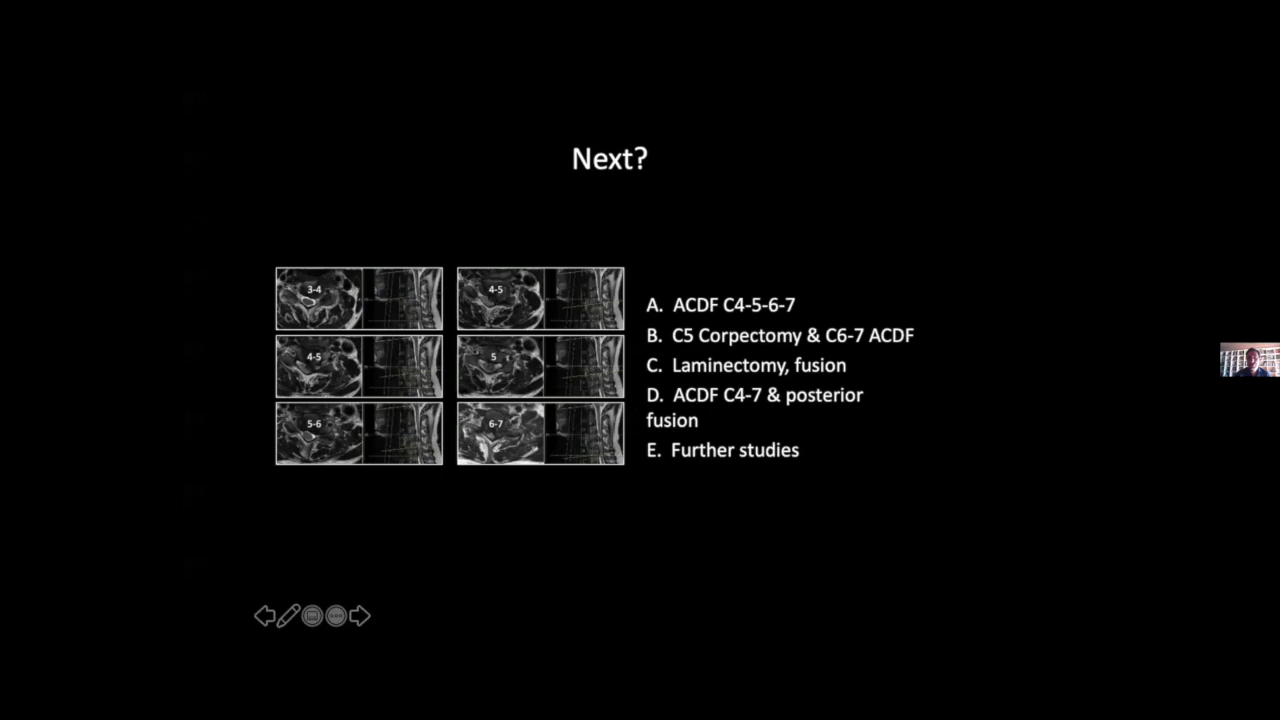 Next?
3-4
4-5
4-5
5
5-6
6-7
A. ACDF C4-5-6-7
B. C5 Corpectomy & C6-7 ACDF
C. Laminectomy, fusion
D. ACDF C4-7 & posterior
fusion
E. Further studies